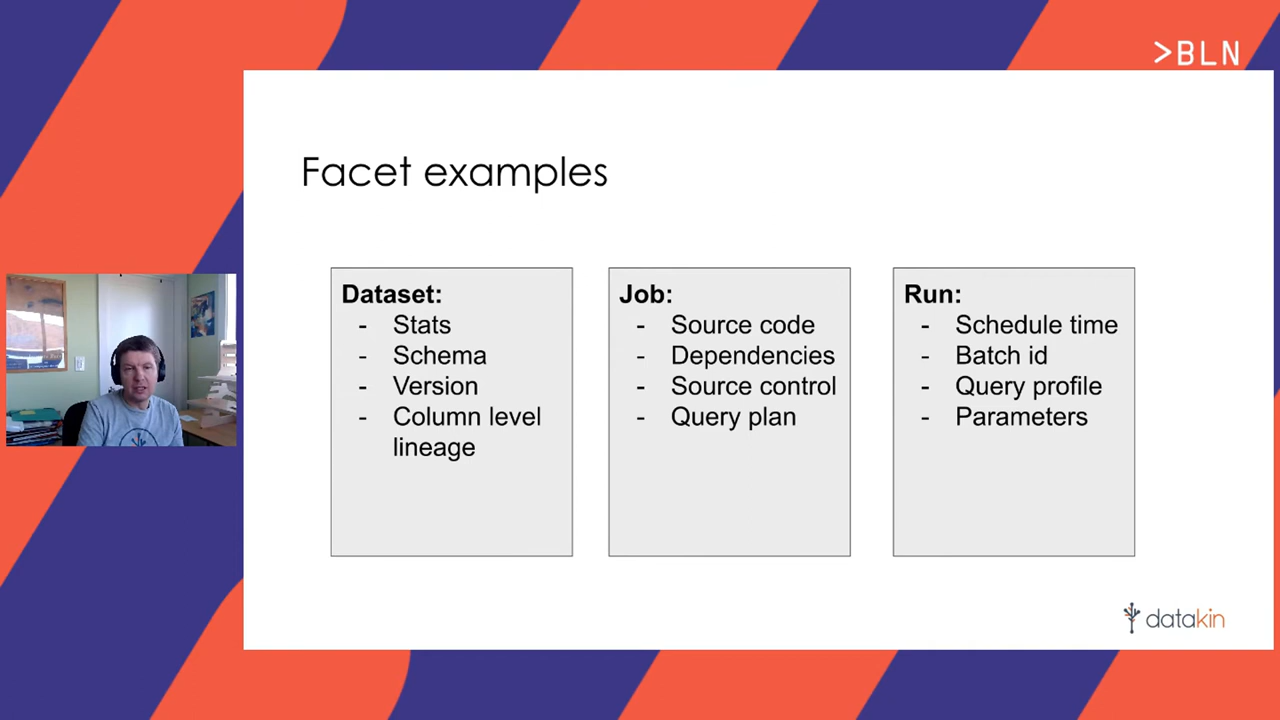 >BLN
Facet examples
Dataset:
- Stats
- Schema
- Version
- Column level
lineage
Job:
- Source code
- Dependencies
- Source control
- Query plan
Run:
- Schedule time
- Batch id
- Query profile
- Parameters
datakin